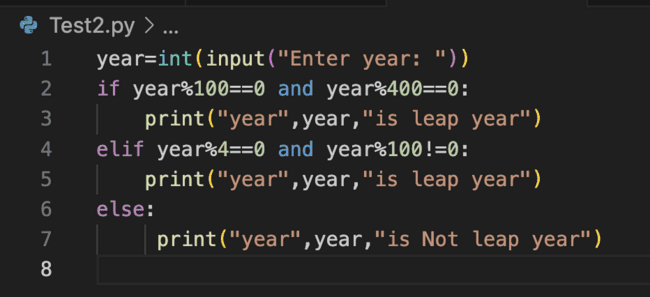 Test2.py > ...
1 year=int(input("Enter year: "))
2 if year%100==0 and year%400==0:
3     print("year",year,"is leap year")
4 elif year%4==0 and year%100!=0:
5     print("year",year,"is leap year")
6 else:
7      print("year",year,"is Not leap year")
8